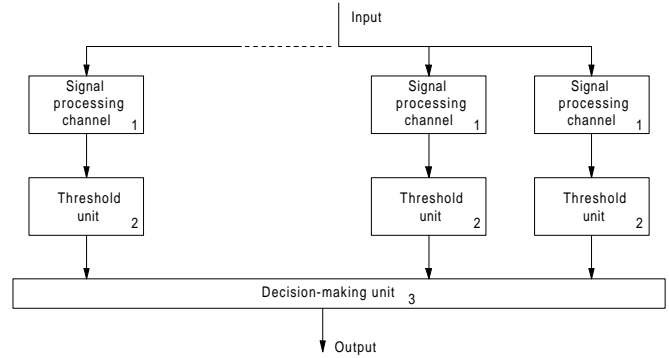 Input
Signal
processing
channel
1
Signal
processing
channel
1
Signal
processing
channel
1
Threshold
unit
2
Threshold
unit
2
Threshold
unit
2
Decision-making unit 3
Output